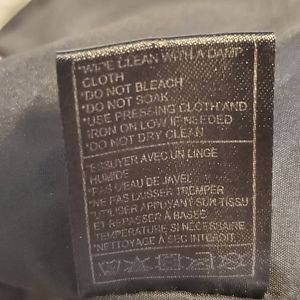 *WIPE CLEAN WITH A DAMP
CLOTH
*DO NOT BLEACH
*DO NOT SOAK
*USE PRESSING CLOTH AND
IRON ON LOW IF NEEDED
*DO NOT DRY CLEAN
*ESSUYER AVEC UN LINGE
HUMIDE
*PAS D'EAU DE JAVEL
*NE PAS LAISSER TREMPER
*UTILISER APPUYANT SUR TISSU
ET REPASSER À BASSE
TEMPERATURE SI NÉCESSAIRE
*NETTOYAGE À SEC INTERDIT